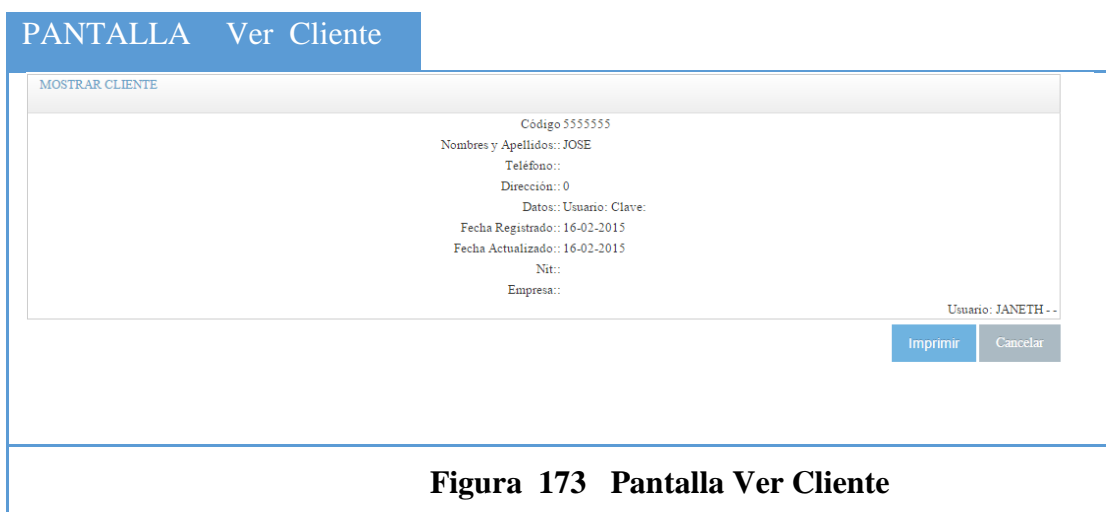 PANTALLA Ver Cliente
MOSTRAR CLIENTE
Código 5555555
Nombres y Apellidos:: JOSE
Teléfono::
Dirección:: 0
Datos:: Usuario: Clave:
Fecha Registrado:: 16-02-2015
Fecha Actualizado:: 16-02-2015
Nit::
Empresa::
Usuario: JANETH - -
Imprimir Cancelar
Figura 173 Pantalla Ver Cliente